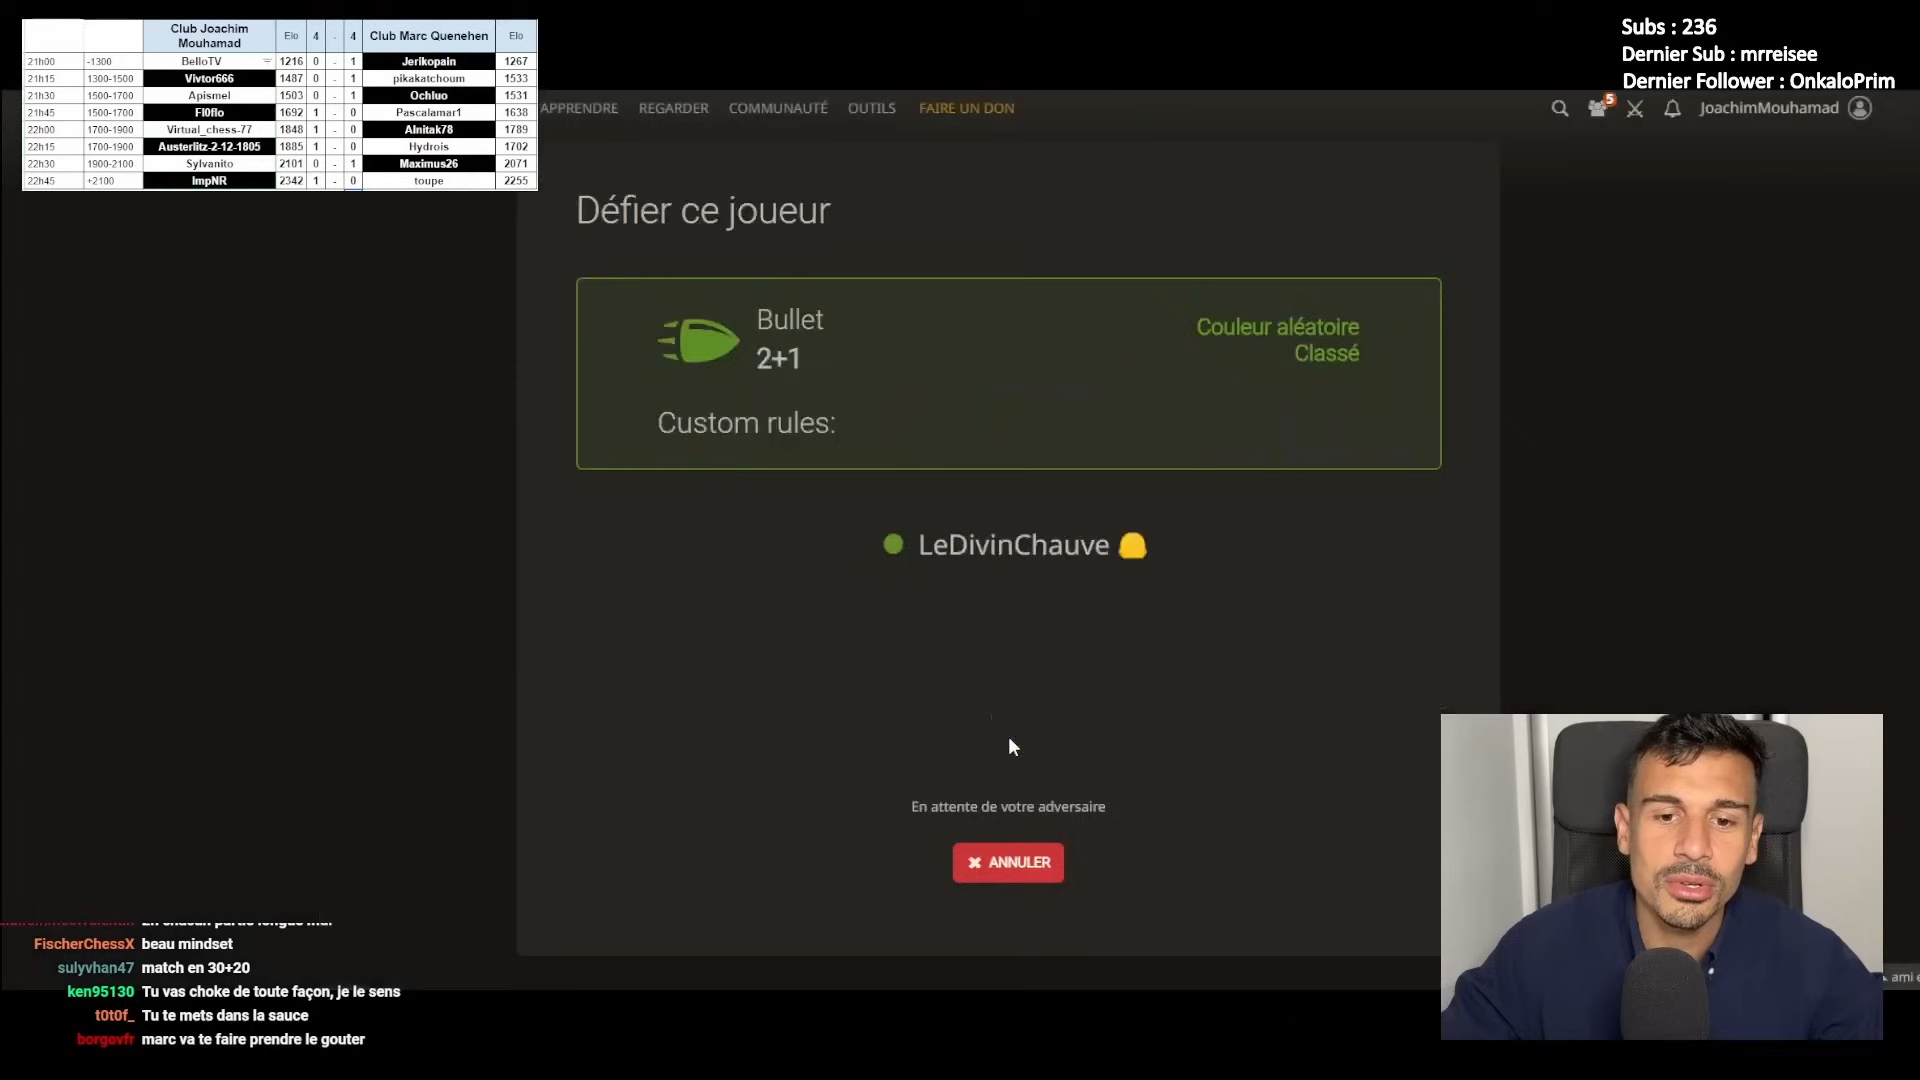 Club Joachim Mouhamad Elo 4 - 4 Club Marc Quenehen Elo
21h00 -1300 BelloTV 1216 0 - 1 Jerikopain 1267
21h15 1300-1500 Vivtor666 1487 0 - 1 pikakatchoum 1533
21h30 1500-1700 Apismel 1503 0 - 1 Ochluo 1531
21h45 1500-1700 Fl0flo 1692 1 - 0 Pascalamar1 1638
22h00 1700-1900 Virtual_chess-77 1848 1 - 0 Alnitak78 1789
22h15 1700-1900 Austerlitz-2-12-1805 1885 1 - 0 Hydrois 1702
22h30 1900-2100 Sylvanito 2101 0 - 1 Maximus26 2071
22h45 +2100 ImpNR 2342 1 - 0 toupe 2255
Subs : 236
Dernier Sub : mrreisee
Dernier Follower : OnkaloPrim
APPRENDRE REGARDER COMMUNAUTÉ OUTILS FAIRE UN DON
5 JoachimMouhamad
Défier ce joueur
Bullet
2+1
Couleur aléatoire
Classé
Custom rules:
LeDivinChauve
En attente de votre adversaire
ANNULER
FischerChessX beau mindset
sulyvhan47 match en 30+20
ken95130 Tu vas choke de toute façon, je le sens
t0t0f_ Tu te mets dans la sauce
borgovfr marc va te faire prendre le gouter
ami